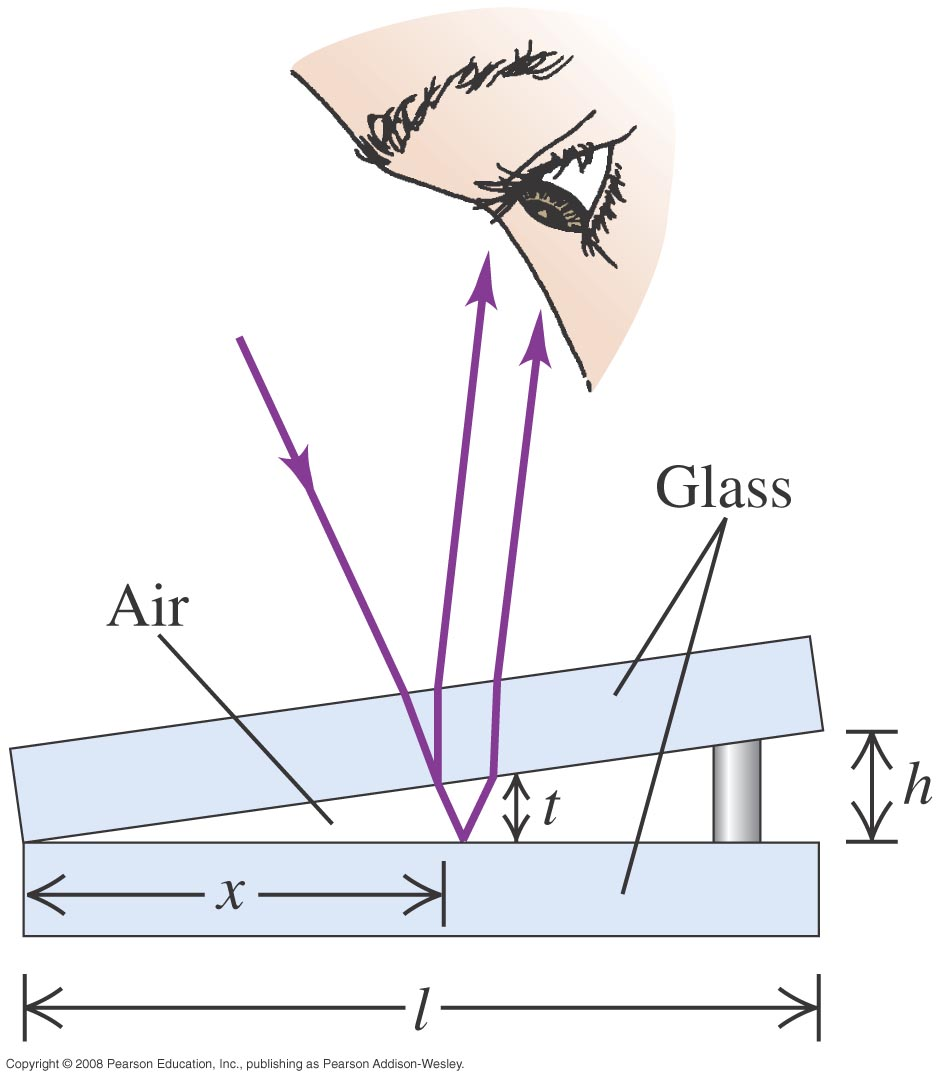 Glass
Air
t
h
x
l
Copyright © 2008 Pearson Education, Inc., publishing as Pearson Addison-Wesley.